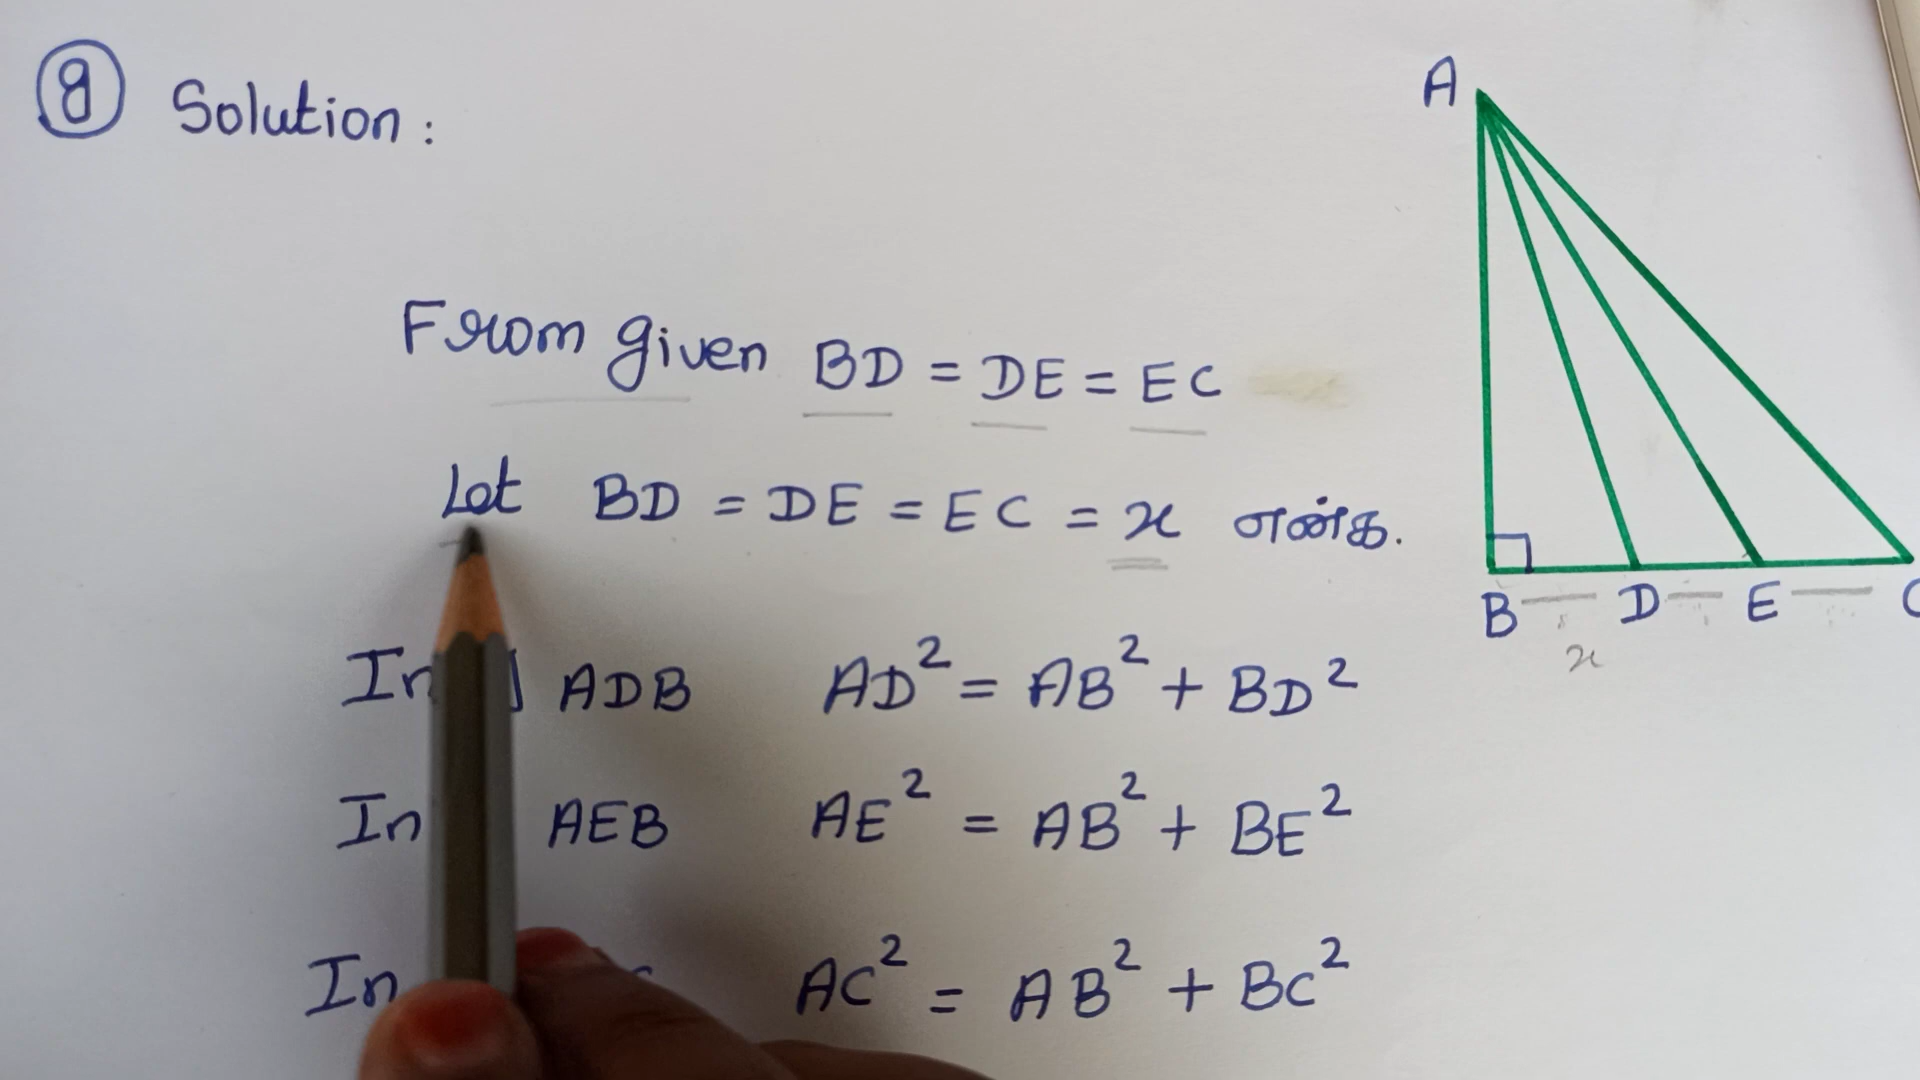 8 Solution:
From given BD = DE = EC
Let BD = DE = EC = x என்க.
In ADB AD² = AB² + BD²
In AEB AE² = AB² + BE²
In AC² = AB² + BC²
A
B D E C
x